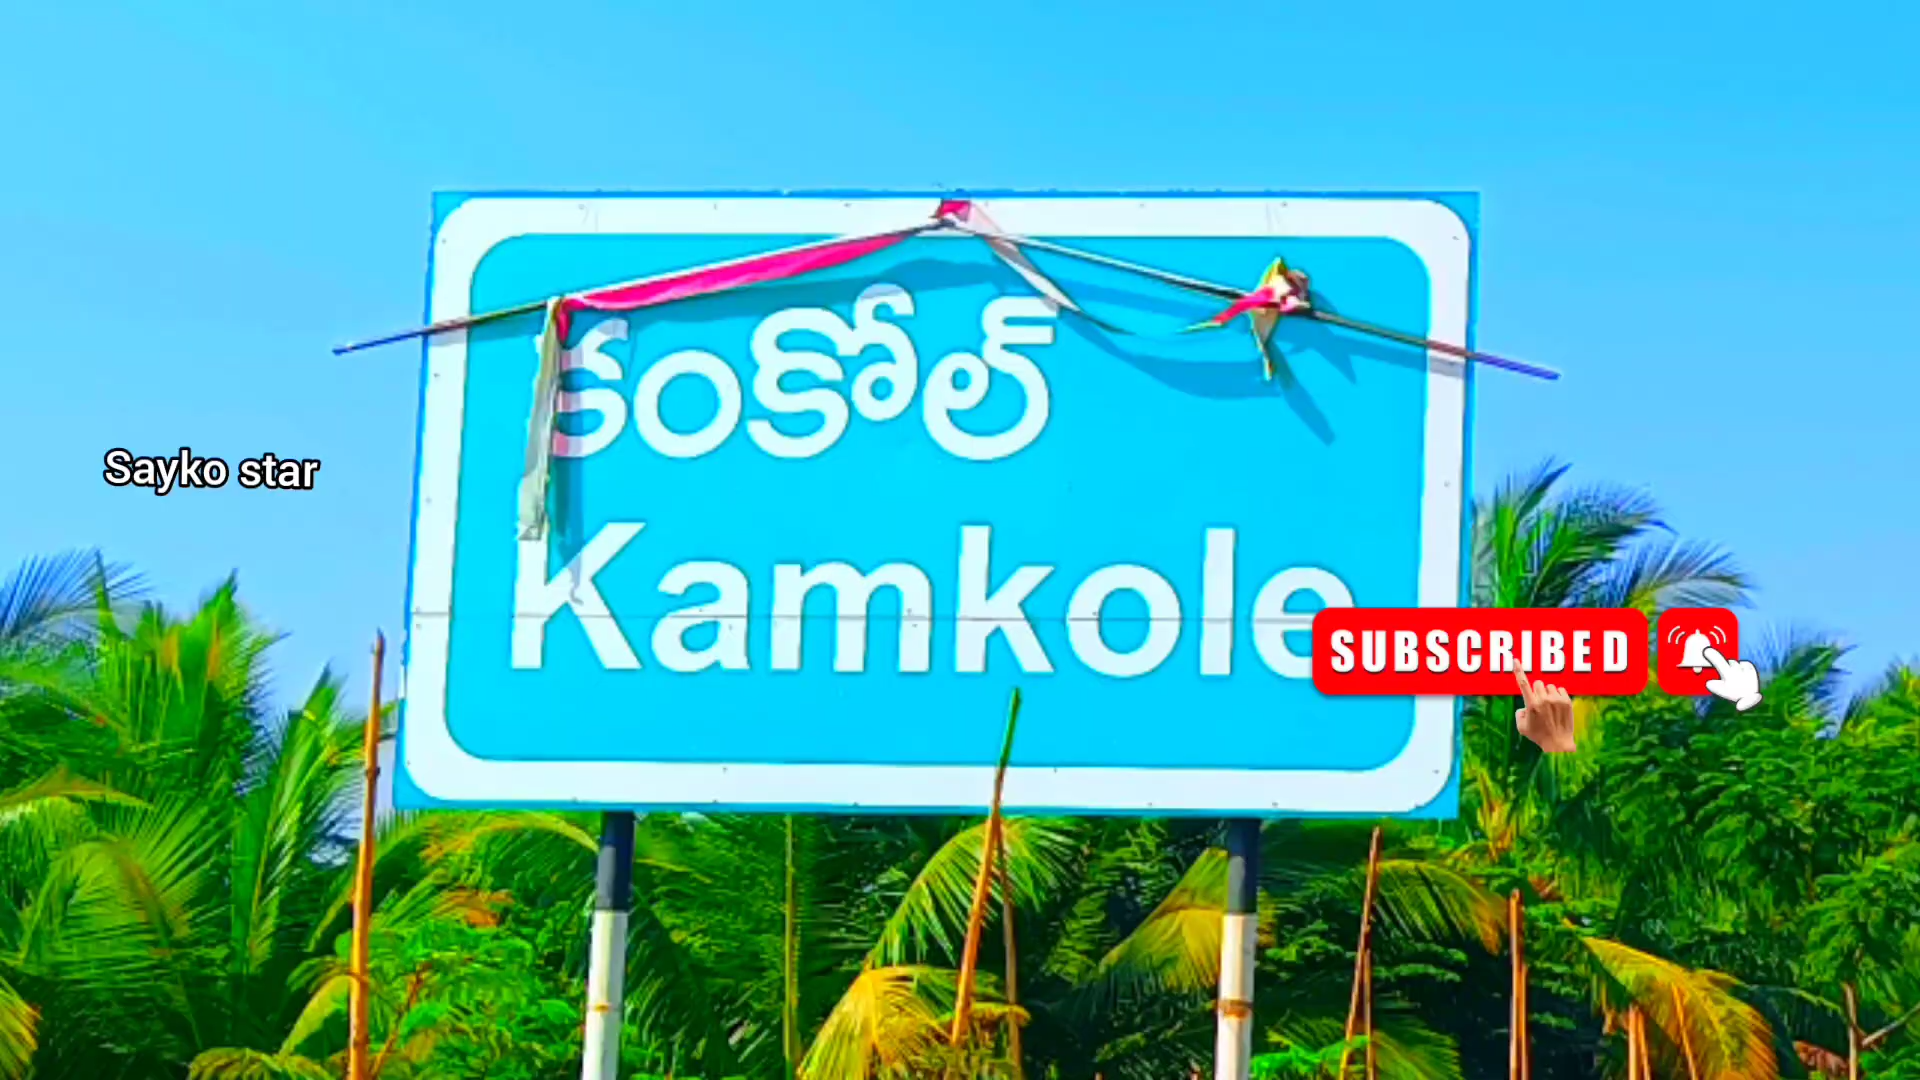 కంకోల్
Sayko star
Kamkole
SUBSCRIBED